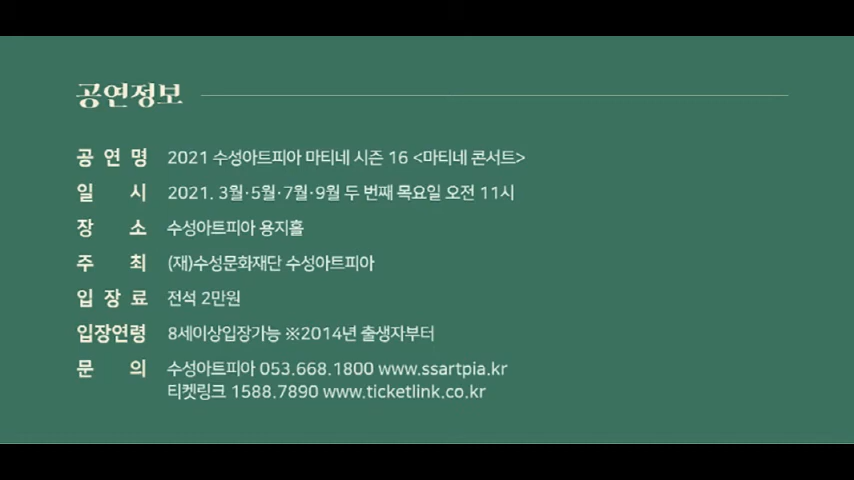 공연정보
공 연 명 2021 수성아트피아 마티네 시즌 16 <마티네 콘서트>
일 시 2021. 3월·5월·7월·9월 두 번째 목요일 오전 11시
장 소 수성아트피아 용지홀
주 최 (재)수성문화재단 수성아트피아
입 장 료 전석 2만원
입장연령 8세이상입장가능 ※2014년 출생자부터
문 의 수성아트피아 053.668.1800 www.ssartpia.kr
티켓링크 1588.7890 www.ticketlink.co.kr